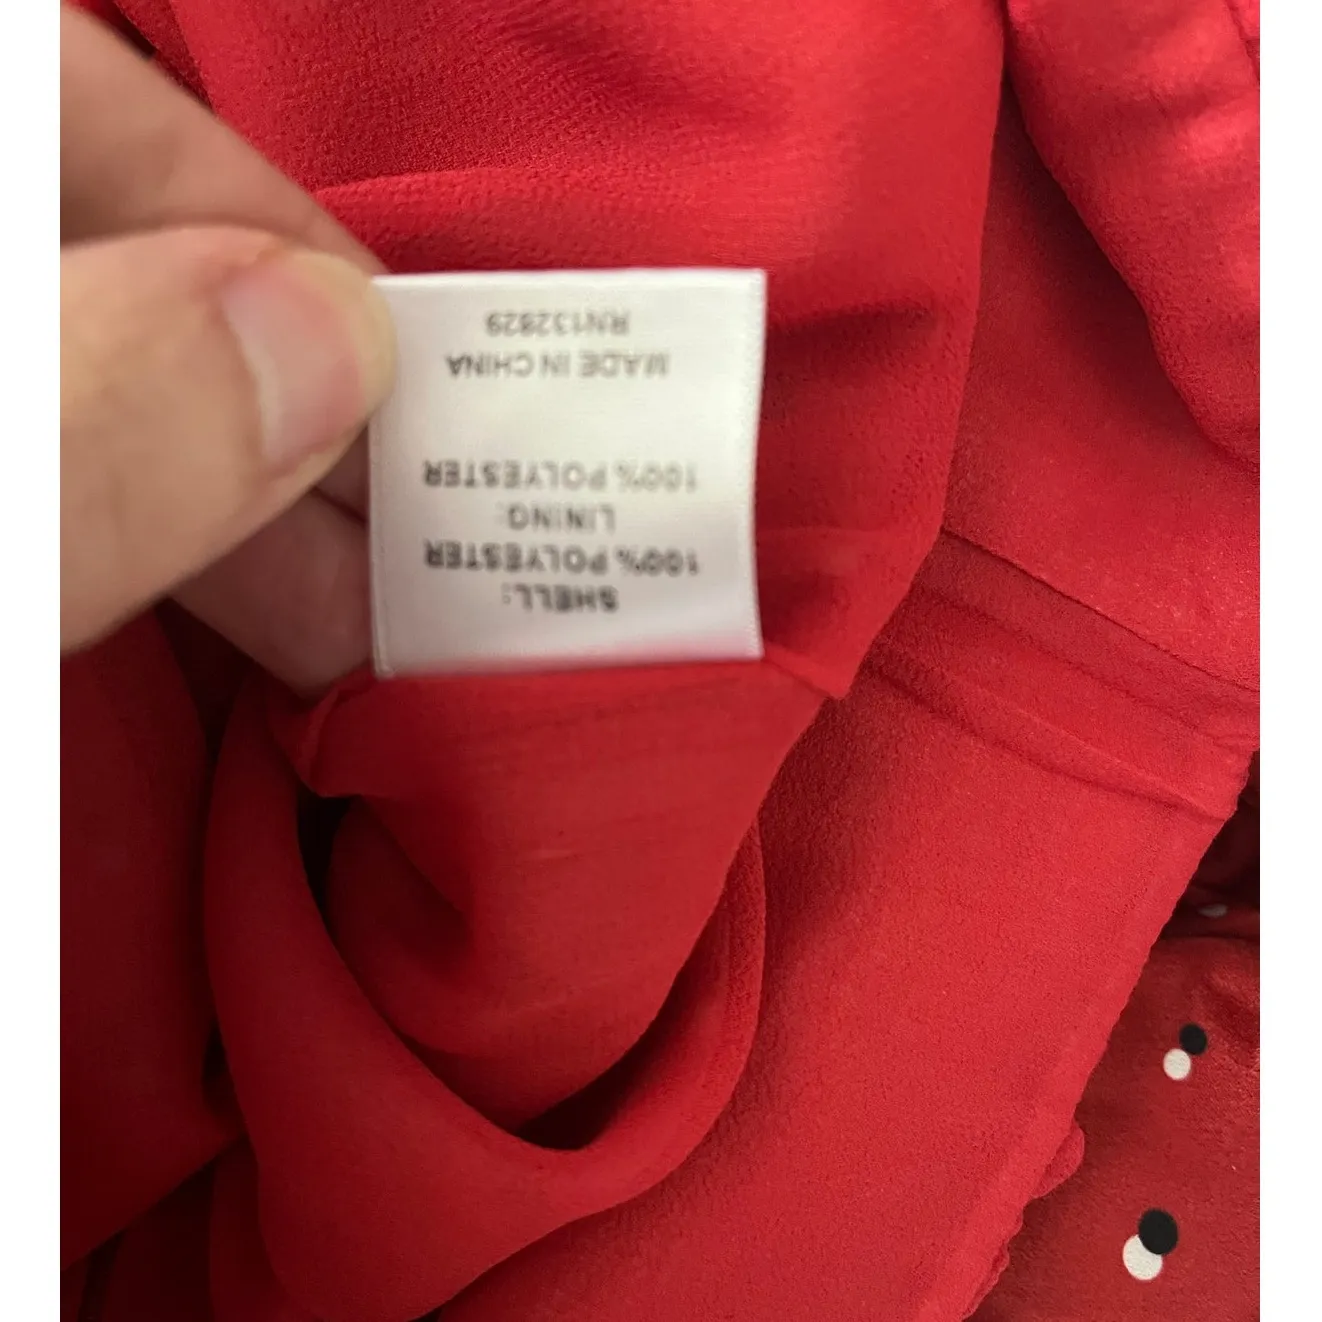 SHELL:
100% POLYESTER
LINING:
100% POLYESTER
MADE IN CHINA
RN132829